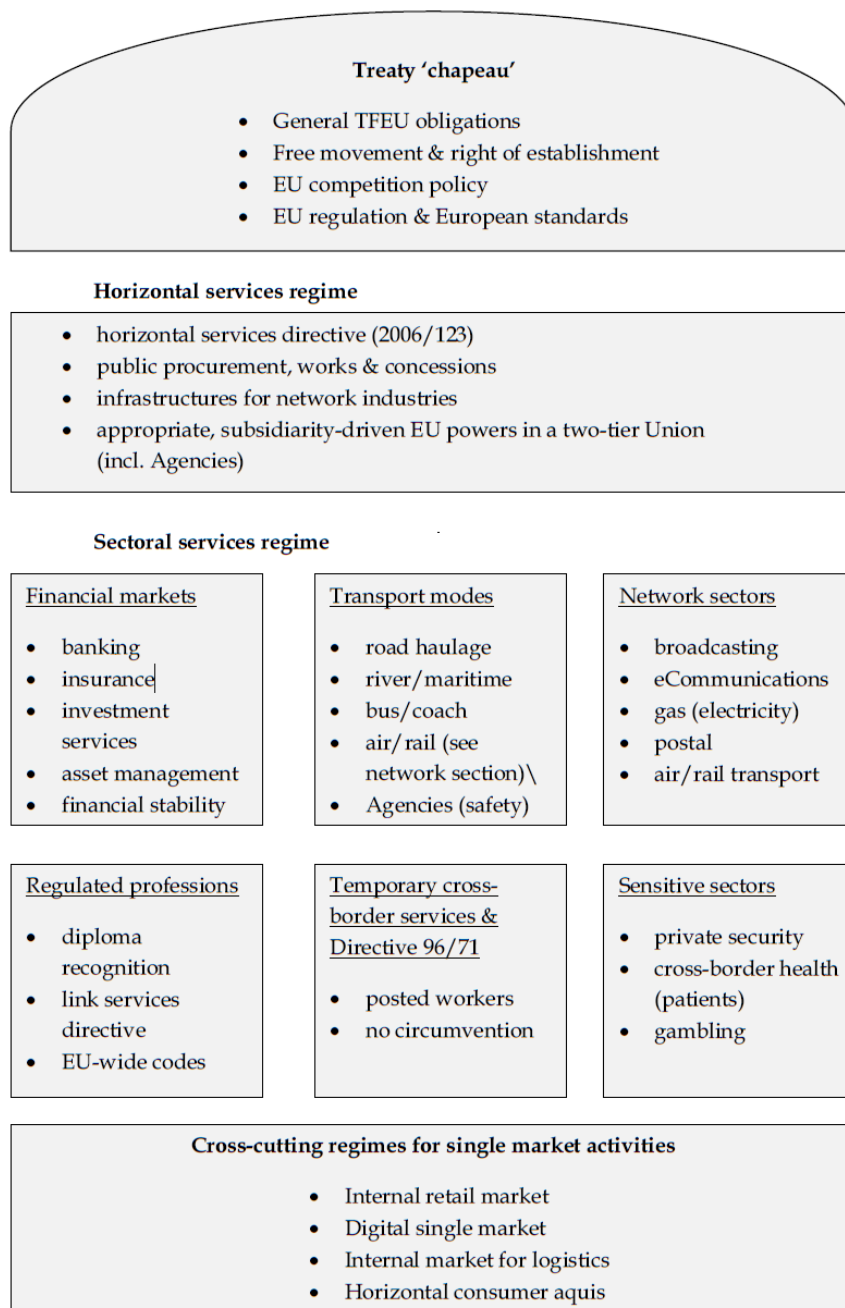 Treaty ‘chapeau’
• General TFEU obligations
• Free movement & right of establishment
• EU competition policy
• EU regulation & European standards
Horizontal services regime
• horizontal services directive (2006/123)
• public procurement, works & concessions
• infrastructures for network industries
• appropriate, subsidiarity-driven EU powers in a two-tier Union
(incl. Agencies)
Sectoral services regime
Financial markets
• banking
• insurance
• investment
services
• asset management
• financial stability
Transport modes
• road haulage
• river/maritime
• bus/coach
• air/rail (see
network section)\
• Agencies (safety)
Network sectors
• broadcasting
• eCommunications
• gas (electricity)
• postal
• air/rail transport
Regulated professions
• diploma
recognition
• link services
directive
• EU-wide codes
Temporary cross-
border services &
Directive 96/71
• posted workers
• no circumvention
Sensitive sectors
• private security
• cross-border health
(patients)
• gambling
Cross-cutting regimes for single market activities
• Internal retail market
• Digital single market
• Internal market for logistics
• Horizontal consumer aquis